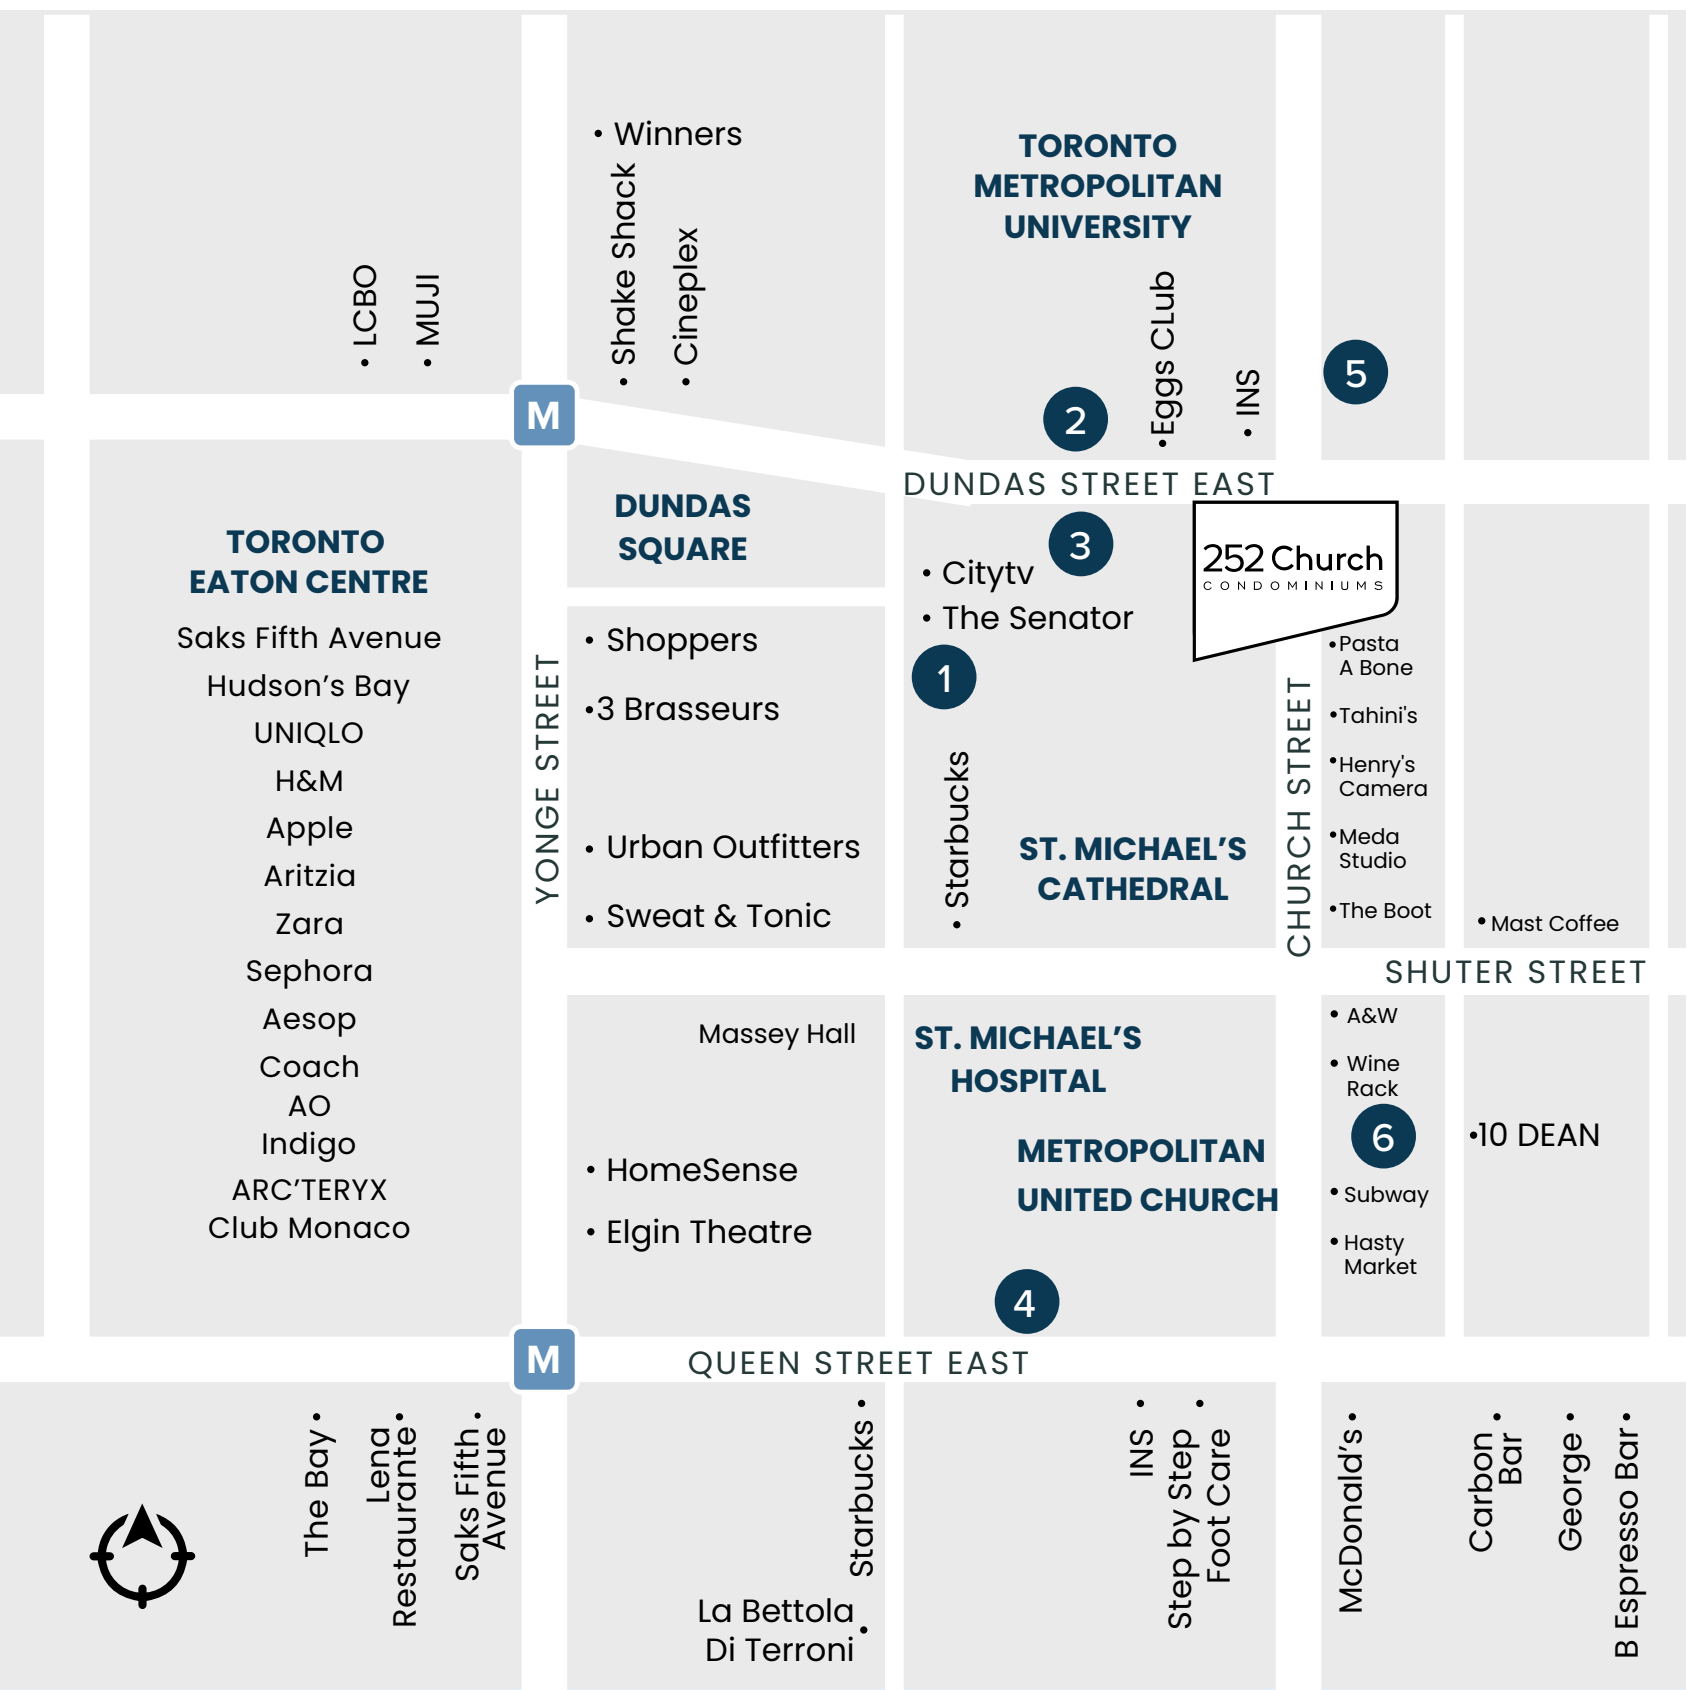 Winners
Shake Shack
Cineplex
LCBO
MUJI
TORONTO
METROPOLITAN
UNIVERSITY
Eggs CLub
INS
5
2
M
DUNDAS STREET EAST
DUNDAS
SQUARE
3
Citytv
The Senator
1
252 Church
CONDOMINIUMS
TORONTO
EATON CENTRE
Saks Fifth Avenue
Hudson's Bay
UNIQLO
H&M
Apple
Aritzia
Zara
Sephora
Aesop
Coach
AO
Indigo
ARC'TERYX
Club Monaco
YONGE STREET
Shoppers
3 Brasseurs
Urban Outfitters
Sweat & Tonic
Starbucks
ST. MICHAEL'S
CATHEDRAL
CHURCH STREET
Pasta
A Bone
Tahini's
Henry's
Camera
Meda
Studio
The Boot
Mast Coffee
SHUTER STREET
Massey Hall
HomeSense
Elgin Theatre
ST. MICHAEL'S
HOSPITAL
METROPOLITAN
UNITED CHURCH
4
A&W
Wine
Rack
6
Subway
Hasty
Market
10 DEAN
M
QUEEN STREET EAST
The Bay
Lena
Restaurante
Saks Fifth
Avenue
Starbucks
La Bettola
Di Terroni
INS
Step by Step
Foot Care
McDonald's
Carbon
Bar
George
B Espresso Bar